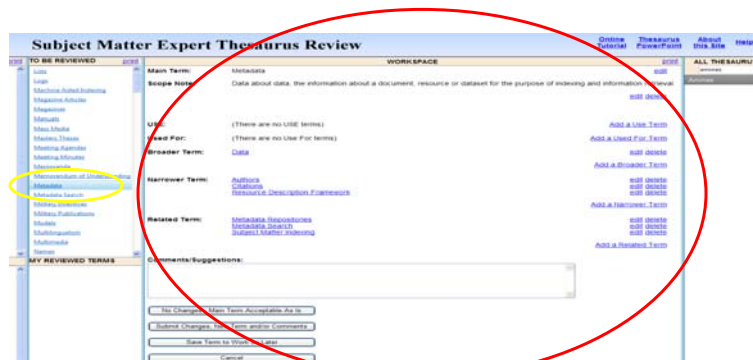 Subject Matter Expert Thesaurus Review
Online Tutorial
Thesaurus PowerPoint
About this Site
Help
print
TO BE REVIEWED print
Lists
Logs
Machine Aided Indexing
Magazine Articles
Magazines
Manuals
Mass Media
Masters Theses
Meeting Agendas
Meeting Minutes
Memoranda
Memorandum of Understanding
Metadata
Metadata Search
Military
Military Publications
Models
Multilingualism
Multimedia
Names
MY REVIEWED TERMS
WORKSPACE print
Main Term: Metadata edit
Scope Note: Data about data, the information about a document, resource or dataset for the purpose of indexing and information retrieval
edit delete
USE: (There are no USE terms) Add a Use Term
Used For: (There are no Use For terms) Add a Used For Term
Broader Term: Data edit delete
Add a Broader Term
Narrower Term: Authors edit delete
Citations edit delete
Resource Description Framework edit delete
Add a Narrower Term
Related Term: Metadata Repositories edit delete
Metadata Search edit delete
Subject Matter Indexing edit delete
Add a Related Term
Comments/Suggestions:
No Changes, Main Term Acceptable As Is
Submit Changes, New Term and/or Comments
Save Term to Work on Later
Cancel
ALL THESAURU